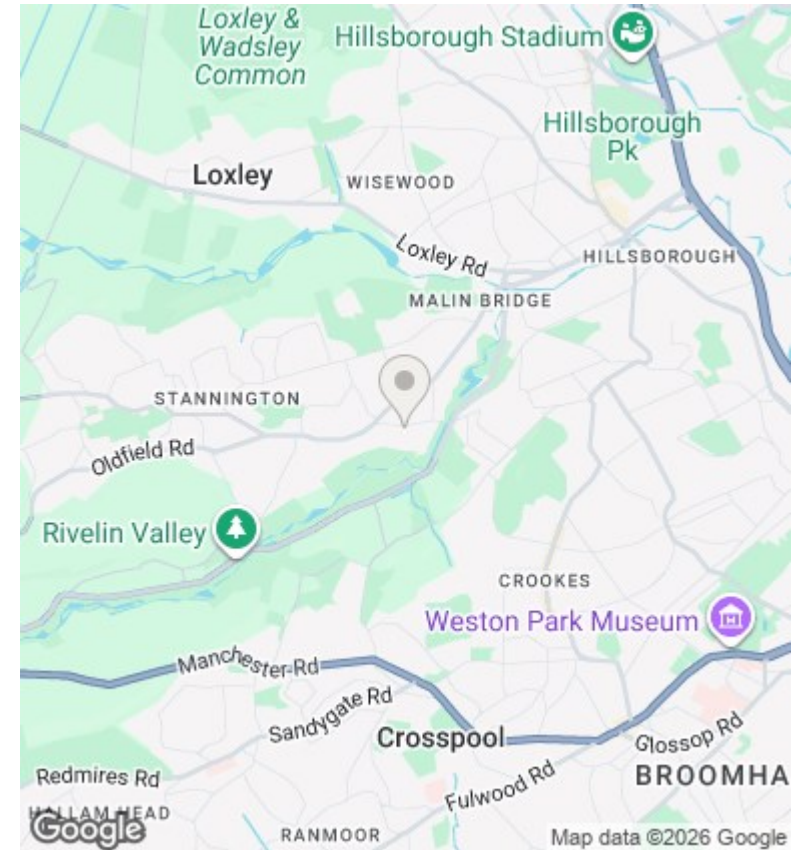 Loxley &
Wadsley
Common
Hillsborough Stadium
Hillsborough
Pk
Loxley
WISEWOOD
Loxley Rd
HILLSBOROUGH
MALIN BRIDGE
STANNINGTON
Oldfield Rd
Rivelin Valley
CROOKES
Weston Park Museum
Manchester Rd
Sandygate Rd
Crosspool
Glossop Rd
Redmires Rd
Fulwood Rd
BROOMHA
HALLAM HEAD
Google
RANMOOR
Map data ©2026 Google